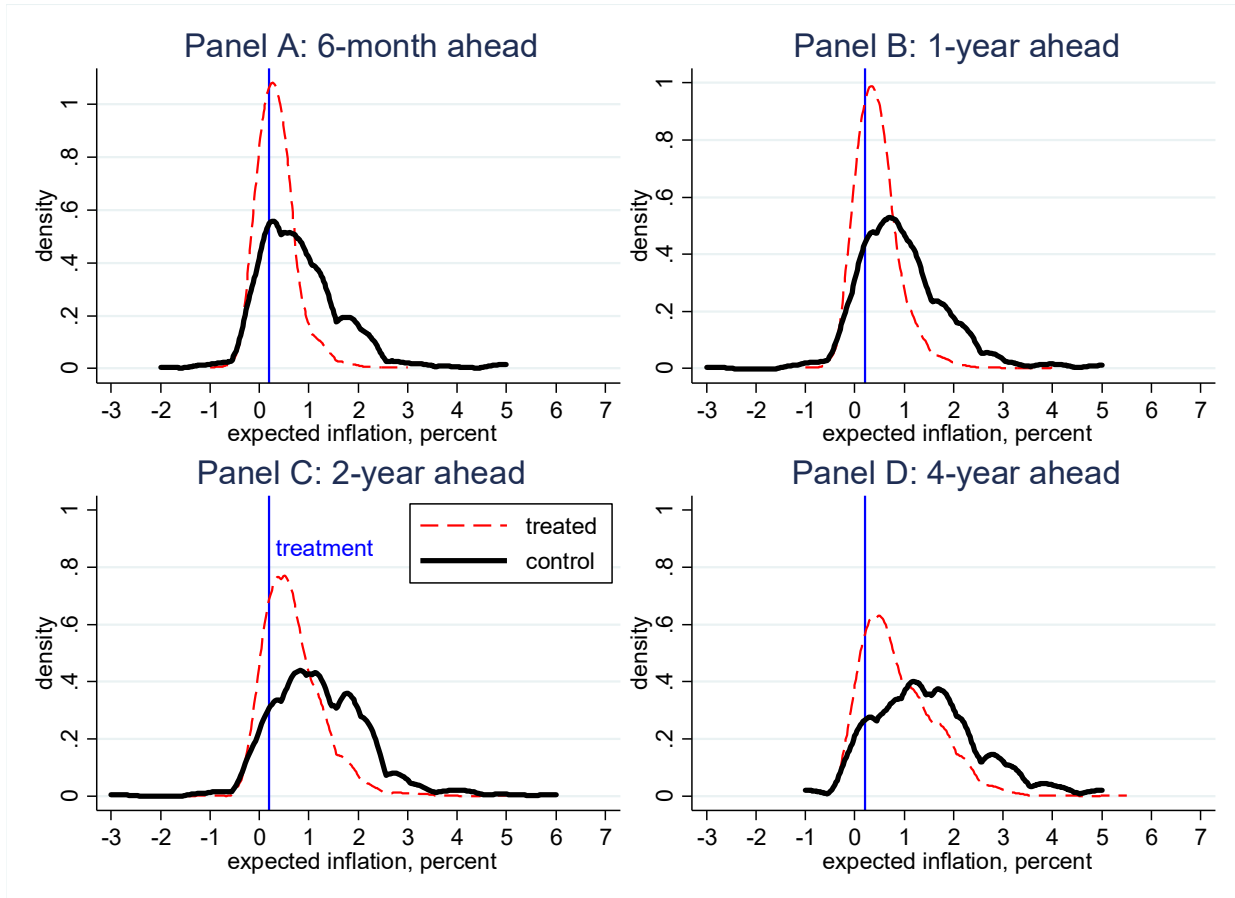 Panel A: 6-month ahead
density
0 .2 .4 .6 .8 1
-3 -2 -1 0 1 2 3 4 5 6 7
expected inflation, percent
Panel B: 1-year ahead
density
0 .2 .4 .6 .8 1
-3 -2 -1 0 1 2 3 4 5 6 7
expected inflation, percent
Panel C: 2-year ahead
treatment
treated
control
density
0 .2 .4 .6 .8 1
-3 -2 -1 0 1 2 3 4 5 6 7
expected inflation, percent
Panel D: 4-year ahead
density
0 .2 .4 .6 .8 1
-3 -2 -1 0 1 2 3 4 5 6 7
expected inflation, percent